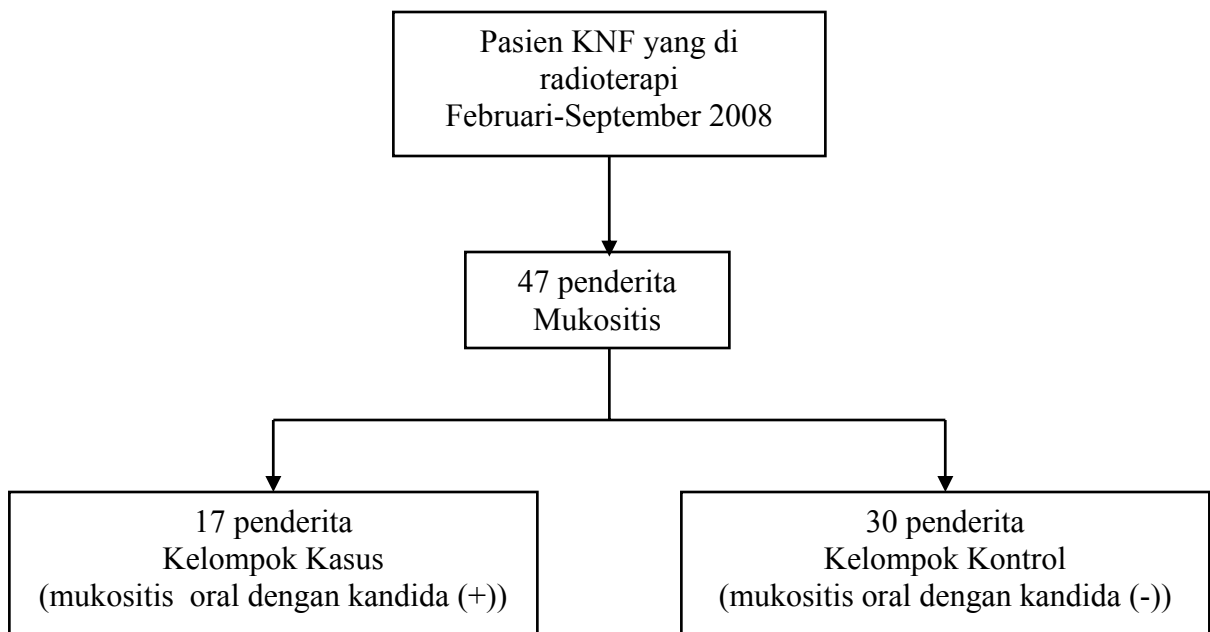 Pasien KNF yang di
radioterapi
Februari-September 2008
47 penderita
Mukositis
17 penderita
Kelompok Kasus
(mukositis oral dengan kandida (+))
30 penderita
Kelompok Kontrol
(mukositis oral dengan kandida (-))